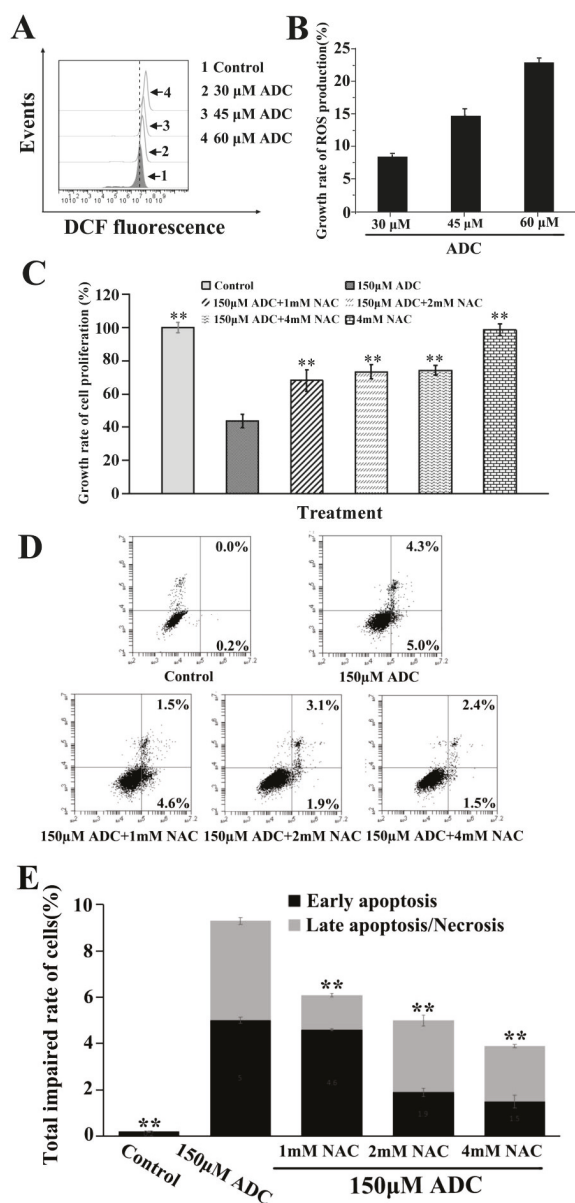 A
Events
1 Control
2 30 μM ADC
3 45 μM ADC
4 60 μM ADC
4
3
2
1
DCF fluorescence
B
Growth rate of ROS production(%)
25
20
15
10
5
0
30 μM 45 μM 60 μM
ADC
C
Control 150μM ADC
150μM ADC+1mM NAC 150μM ADC+2mM NAC
150μM ADC+4mM NAC 4mM NAC
Growth rate of cell proliferation (%)
120
100
80
60
40
20
0
** ** ** ** **
Treatment
D
0.0%
0.2%
Control
4.3%
5.0%
150μM ADC
1.5%
4.6%
150μM ADC+1mM NAC
3.1%
1.9%
150μM ADC+2mM NAC
2.4%
1.5%
150μM ADC+4mM NAC
E
Total impaired rate of cells(%)
10
8
6
4
2
0
Early apoptosis
Late apoptosis/Necrosis
** ** ** **
Control
150μM ADC
1mM NAC 2mM NAC 4mM NAC
150μM ADC